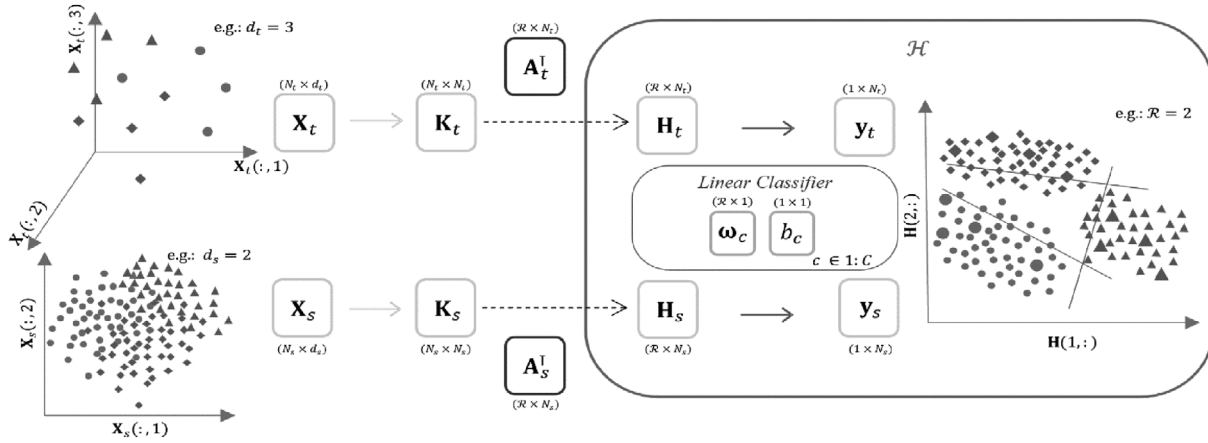 X_t(:,3)
e.g.: d_t = 3
X_t(:,1)
X_t(:,2)
(N_t × d_t)
X_t
(N_t × N_t)
K_t
(ℛ × N_t)
A_t^⊺
ℋ
(ℛ × N_t)
H_t
(1 × N_t)
y_t
Linear Classifier
(ℛ × 1)
ω_c
(1 × 1)
b_c
c ∈ 1: C
e.g.: ℛ = 2
H(2,:)
H(1,:)
e.g.: d_s = 2
X_s(:,2)
X_s(:,1)
X_s
(N_s × d_s)
K_s
(N_s × N_s)
A_s^⊺
(ℛ × N_s)
H_s
(ℛ × N_s)
y_s
(1 × N_s)